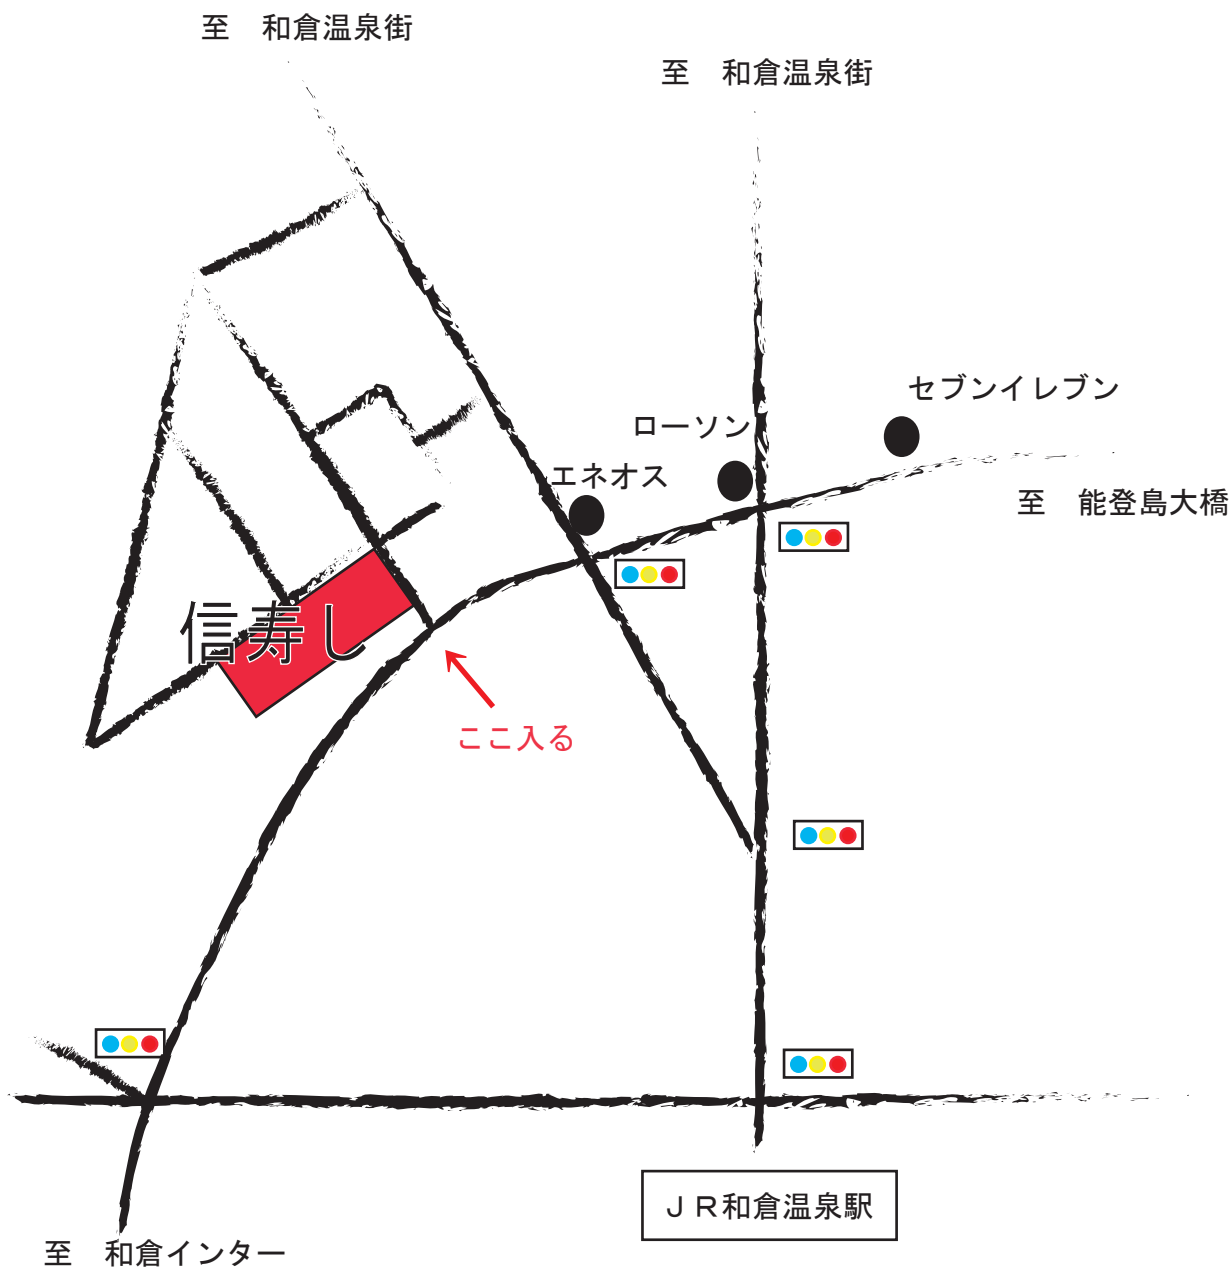 至　和倉温泉街
至　和倉温泉街
セブンイレブン
ローソン
エネオス
至　能登島大橋
信寿し
ここ入る
ＪＲ和倉温泉駅
至　和倉インター